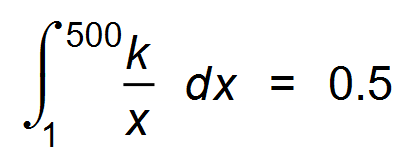 ∫₁⁵⁰⁰ k/x dx = 0.5